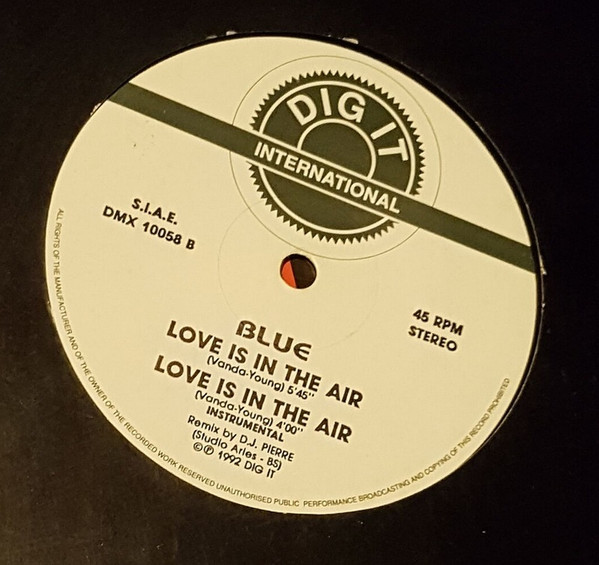 DIG IT
INTERNATIONAL
S.I.A.E.
DMX 10058 B
45 RPM
STEREO
BLUE
LOVE IS IN THE AIR
(Vanda-Young) 5'45"
LOVE IS IN THE AIR
(Vanda-Young) 4'00"
INSTRUMENTAL
Remix by D.J. PIERRE
(Studio Aries - BS)
©℗ 1992 DIG IT
ALL RIGHTS OF THE MANUFACTURER AND OF THE OWNER OF THE RECORDED WORK RESERVED UNAUTHORISED PUBLIC PERFORMANCE BROADCASTING AND COPYING OF THIS RECORD PROHIBITED